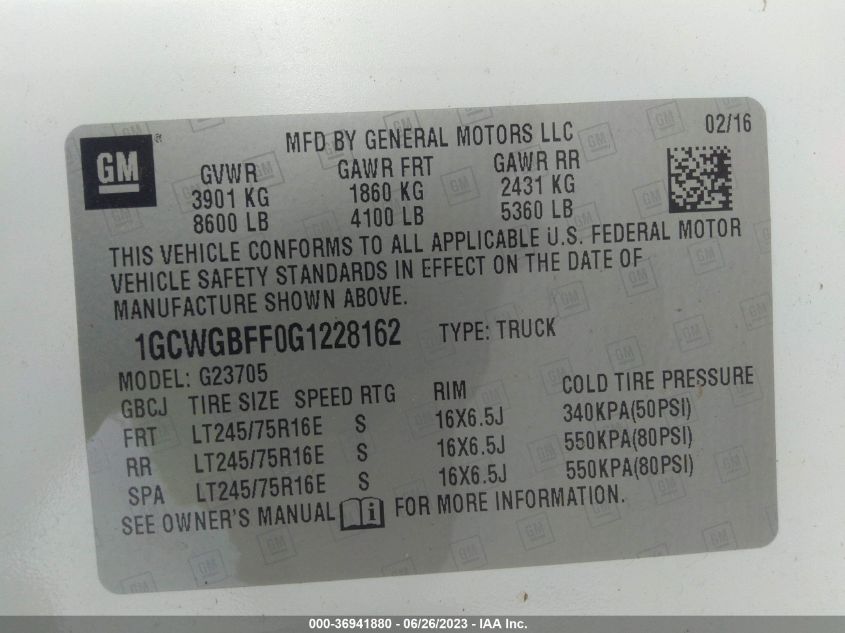 GM ®
MFD BY GENERAL MOTORS LLC 02/16
GVWR GAWR FRT GAWR RR
3901 KG 1860 KG 2431 KG
8600 LB 4100 LB 5360 LB
THIS VEHICLE CONFORMS TO ALL APPLICABLE U.S. FEDERAL MOTOR
VEHICLE SAFETY STANDARDS IN EFFECT ON THE DATE OF
MANUFACTURE SHOWN ABOVE.
1GCWGBFF0G1228162 TYPE: TRUCK
MODEL: G23705
GBCJ TIRE SIZE SPEED RTG RIM COLD TIRE PRESSURE
FRT LT245/75R16E S 16X6.5J 340KPA(50PSI)
RR LT245/75R16E S 16X6.5J 550KPA(80PSI)
SPA LT245/75R16E S 16X6.5J 550KPA(80PSI)
SEE OWNER'S MANUAL i FOR MORE INFORMATION.
000-36941880 - 06/26/2023 - IAA Inc.